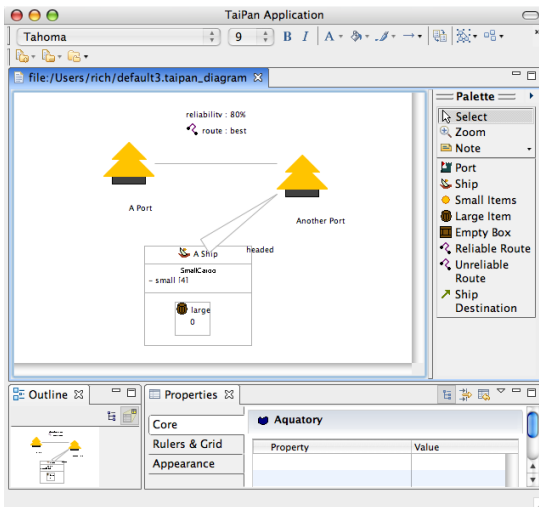 TaiPan Application
Tahoma 9 B I A
file:/Users/rich/default3.taipan_diagram
reliability : 80%
route : best
A Port
Another Port
headed
A Ship
SmallCargo
- small [4]
large
0
Palette
Select
Zoom
Note
Port
Ship
Small Items
Large Item
Empty Box
Reliable Route
Unreliable
Route
Ship
Destination
Outline
Properties
Core
Rulers & Grid
Appearance
Aquatory
Property Value